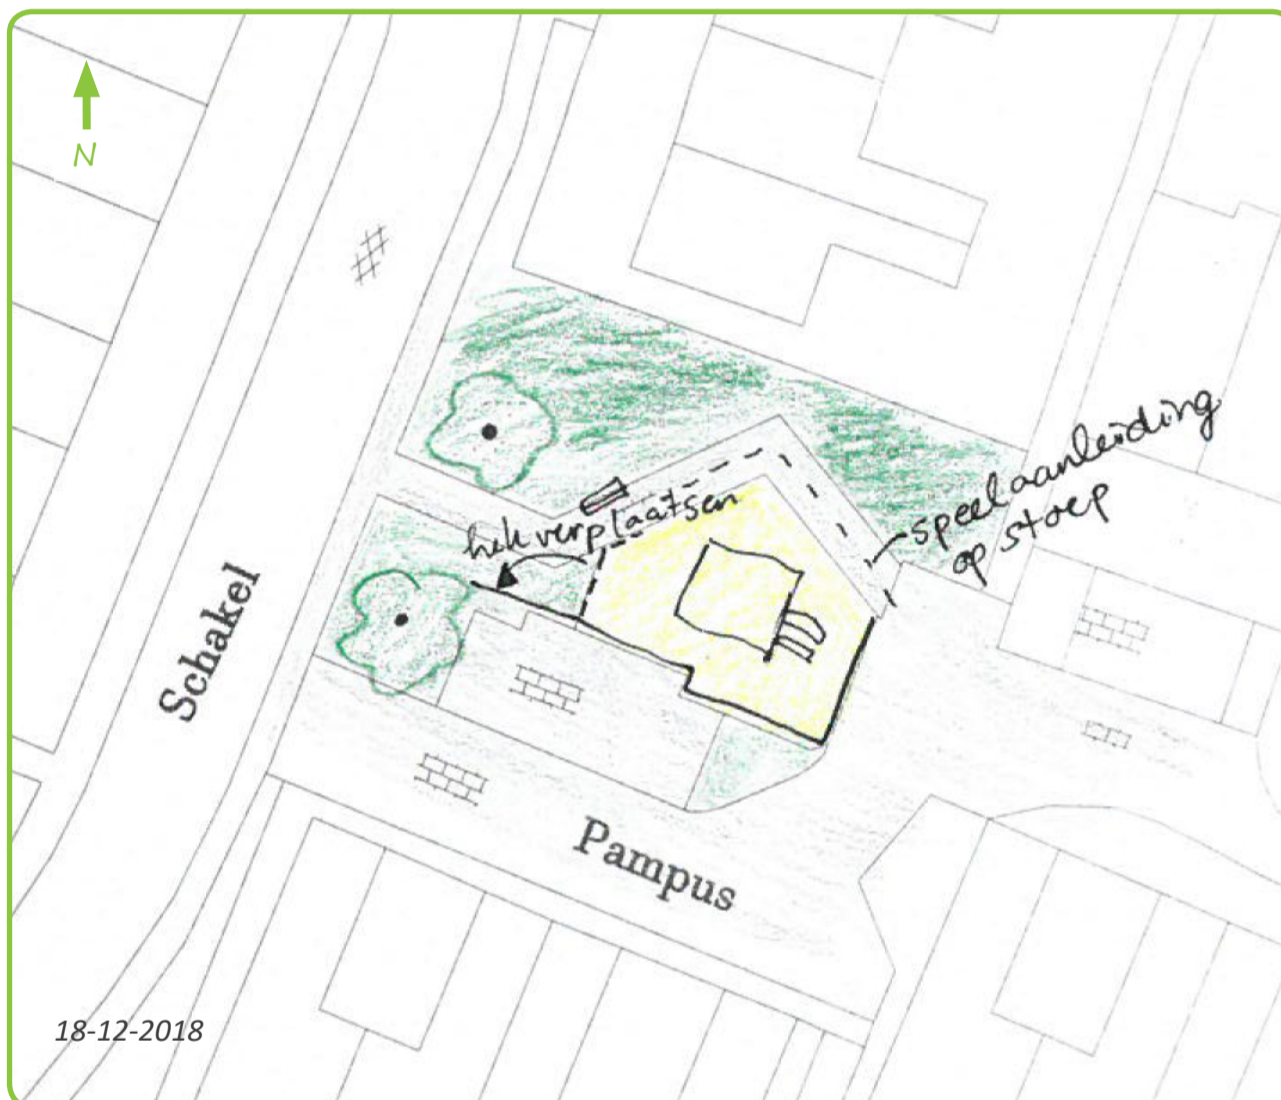 N
speelaanleiding
op stoep
hek verplaatsen
Schakel
Pampus
18-12-2018